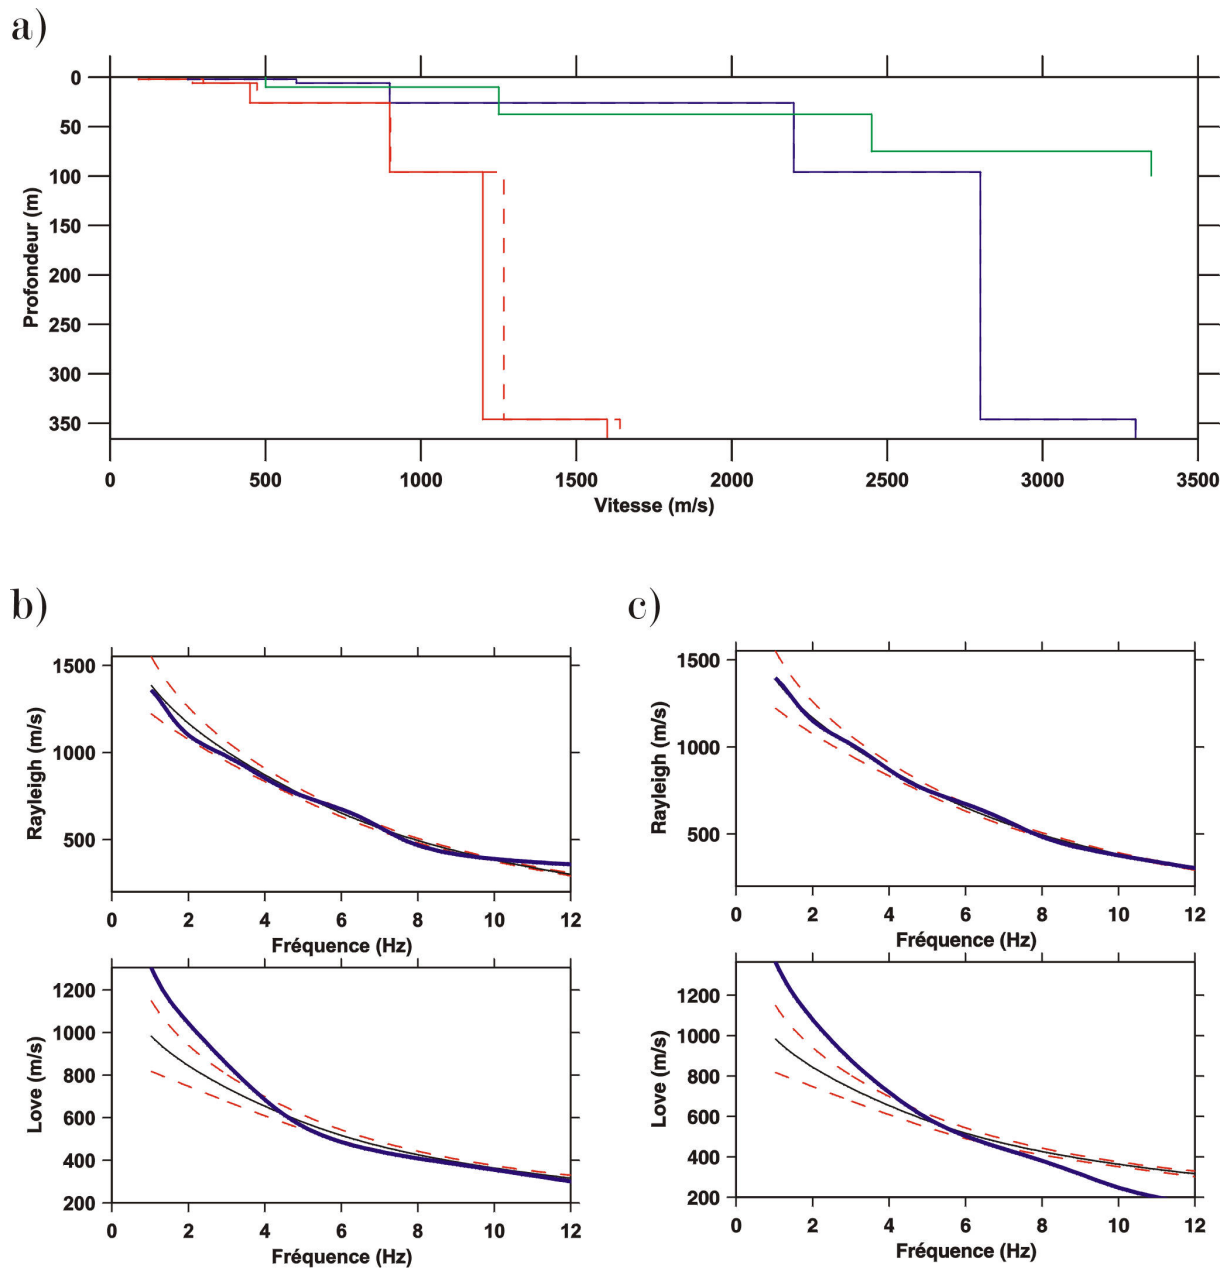 a)
0
50
100
150
200
250
300
350
Profondeur (m)
0 500 1000 1500 2000 2500 3000 3500
Vitesse (m/s)
b)
1500
1000
500
Rayleigh (m/s)
0 2 4 6 8 10 12
Fréquence (Hz)
1200
1000
800
600
400
200
Love (m/s)
0 2 4 6 8 10 12
Fréquence (Hz)
c)
1500
1000
500
Rayleigh (m/s)
0 2 4 6 8 10 12
Fréquence (Hz)
1200
1000
800
600
400
200
Love (m/s)
0 2 4 6 8 10 12
Fréquence (Hz)